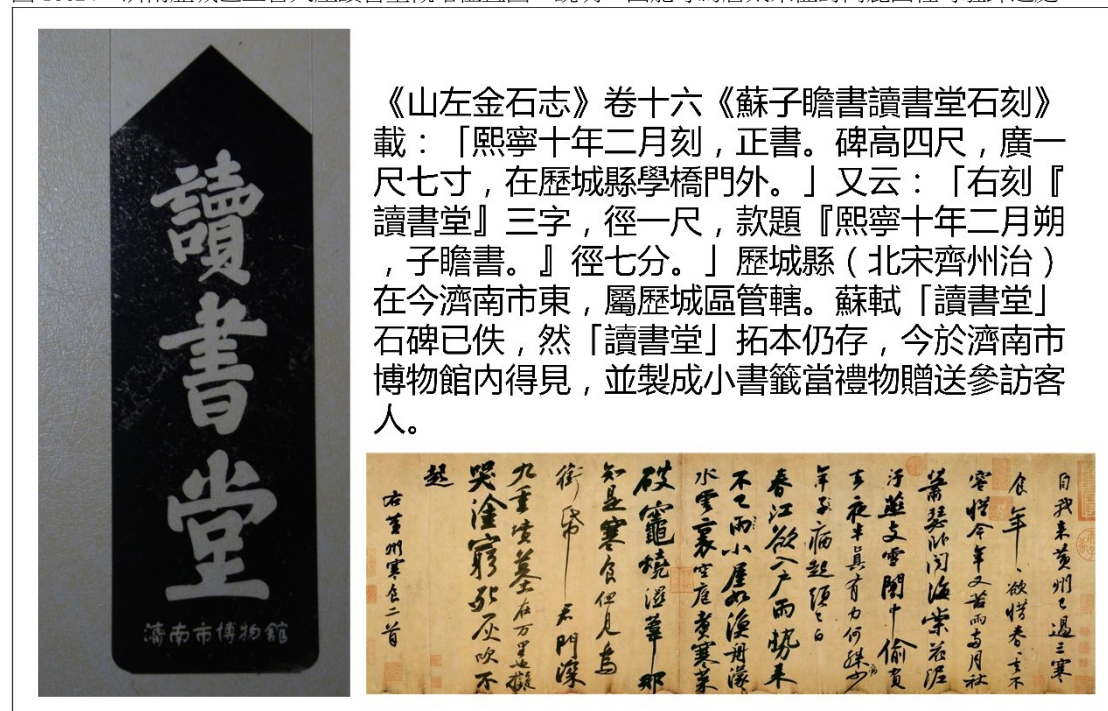 讀書堂
濟南市博物館
《山左金石志》卷十六《蘇子瞻書讀書堂石刻》
載：「熙寧十年二月刻，正書。碑高四尺，廣一
尺七寸，在歷城縣學橋門外。」又云：「右刻『
讀書堂』三字，徑一尺，款題『熙寧十年二月朔
，子瞻書。』徑七分。」歷城縣（北宋齊州治）
在今濟南市東，屬歷城區管轄。蘇軾「讀書堂」
石碑已佚，然「讀書堂」拓本仍存，今於濟南市
博物館內得見，並製成小書籤當禮物贈送參訪客
人。
自我來黃州已過三寒
食年〻欲惜春〻去不
容惜今年又苦雨兩月秋
蕭瑟臥聞海棠花泥
汙燕支雪闇中偷負
去夜半真有力何殊少
年子病起頭已白
春江欲入戶雨勢來
不已雨小屋如漁舟濛〻
水雲裏空庖煮寒菜
破竈燒濕葦那
知是寒食但見烏
銜帋君門深
九重墳墓在万里也擬
哭塗窮死灰吹不
起
右黃州寒食二首